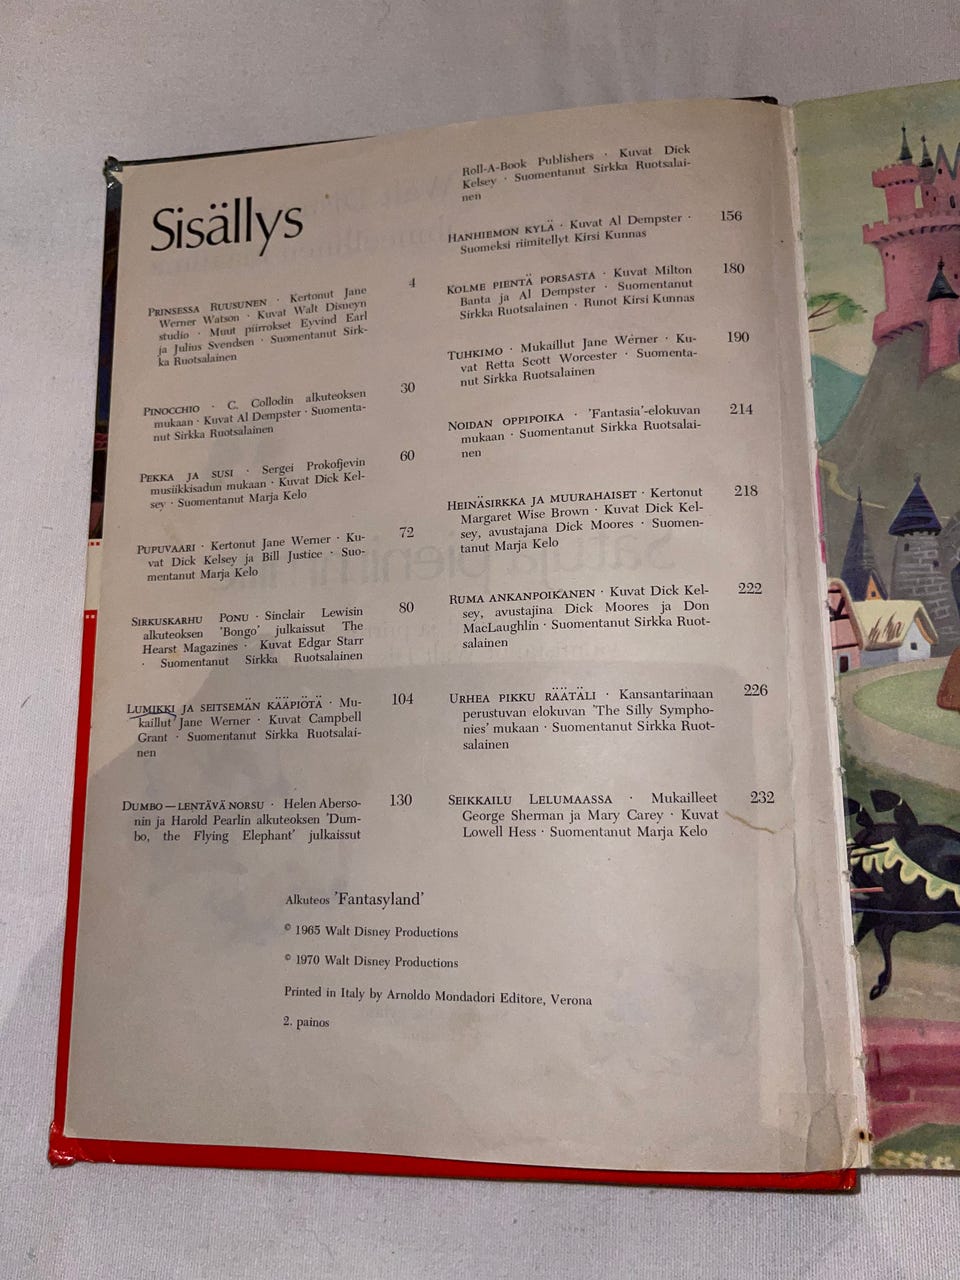 Sisällys
PRINSESSA RUUSUNEN · Kertonut Jane 4
Werner Watson · Kuvat Walt Disneyn
studio · Muut piirrokset Eyvind Earl
ja Julius Svendsen · Suomentanut Sirk-
ka Ruotsalainen
PINOCCHIO · C. Collodin alkuteoksen 30
mukaan · Kuvat Al Dempster · Suomenta-
nut Sirkka Ruotsalainen
PEKKA JA SUSI · Sergei Prokofjevin 60
musiikkisadun mukaan · Kuvat Dick Kel-
sey · Suomentanut Marja Kelo
PUPUVAARI · Kertonut Jane Werner · Ku- 72
vat Dick Kelsey ja Bill Justice · Suo-
mentanut Marja Kelo
SIRKUSKARHU PONU · Sinclair Lewisin 80
alkuteoksen 'Bongo' julkaissut The
Hearst Magazines · Kuvat Edgar Starr
· Suomentanut Sirkka Ruotsalainen
LUMIKKI JA SEITSEMÄN KÄÄPIÖTÄ · Mu- 104
kaillut Jane Werner · Kuvat Campbell
Grant · Suomentanut Sirkka Ruotsalai-
nen
DUMBO — LENTÄVÄ NORSU · Helen Aberso- 130
nin ja Harold Pearlin alkuteoksen 'Dum-
bo, the Flying Elephant' julkaissut
Roll-A-Book Publishers · Kuvat Dick
Kelsey · Suomentanut Sirkka Ruotsalai-
nen
HANHIEMON KYLÄ · Kuvat Al Dempster · 156
Suomeksi riimitellyt Kirsi Kunnas
KOLME PIENTÄ PORSASTA · Kuvat Milton 180
Banta ja Al Dempster · Suomentanut
Sirkka Ruotsalainen · Runot Kirsi Kunnas
TUHKIMO · Mukaillut Jane Werner · Ku- 190
vat Retta Scott Worcester · Suomenta-
nut Sirkka Ruotsalainen
NOIDAN OPPIPOIKA · 'Fantasia'-elokuvan 214
mukaan · Suomentanut Sirkka Ruotsalai-
nen
HEINÄSIRKKA JA MUURAHAISET · Kertonut 218
Margaret Wise Brown · Kuvat Dick Kel-
sey, avustajana Dick Moores · Suomen-
tanut Marja Kelo
RUMA ANKANPOIKANEN · Kuvat Dick Kel- 222
sey, avustajina Dick Moores ja Don
MacLaughlin · Suomentanut Sirkka Ruot-
salainen
URHEA PIKKU RÄÄTÄLI · Kansantarinaan 226
perustuvan elokuvan 'The Silly Sympho-
nies' mukaan · Suomentanut Sirkka Ruot-
salainen
SEIKKAILU LELUMAASSA · Mukailleet 232
George Sherman ja Mary Carey · Kuvat
Lowell Hess · Suomentanut Marja Kelo
Alkuteos 'Fantasyland'
© 1965 Walt Disney Productions
© 1970 Walt Disney Productions
Printed in Italy by Arnoldo Mondadori Editore, Verona
2. painos